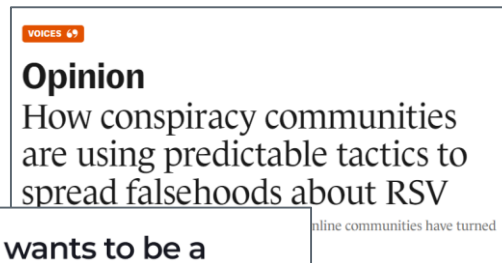 VOICES
Opinion
How conspiracy communities
are using predictable tactics to
spread falsehoods about RSV
nline communities have turned
wants to be a